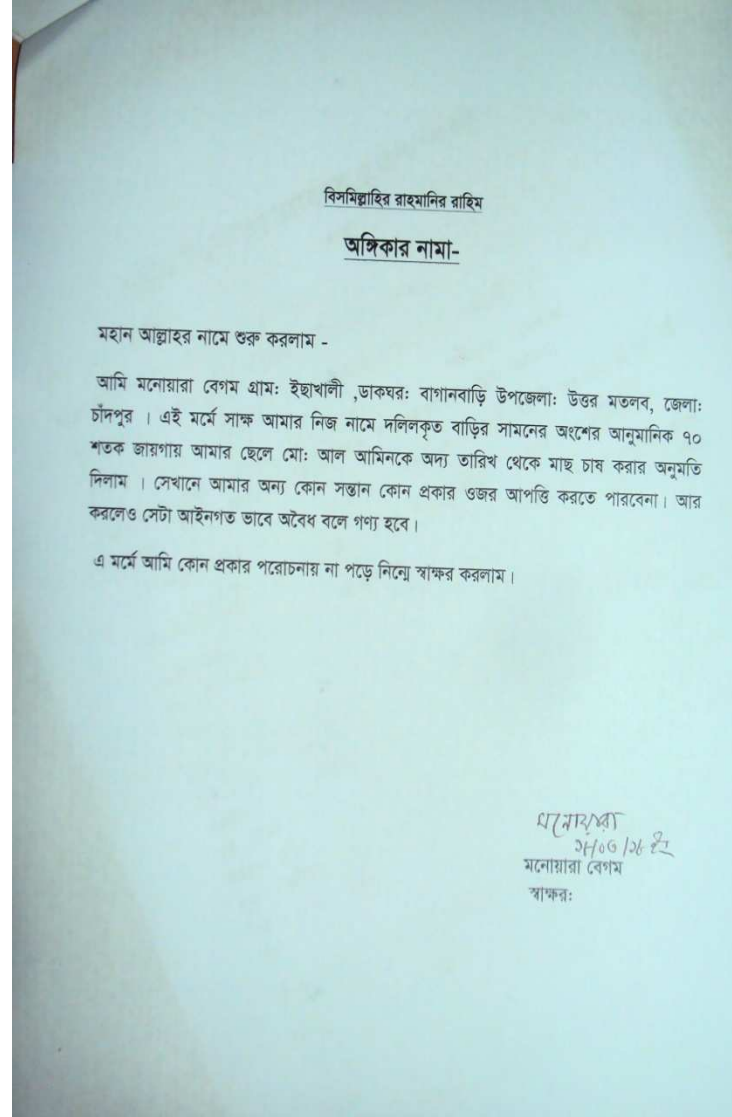 বিসমিল্লাহির রাহমানির রাহিম
অঙ্গিকার নামা-
মহান আল্লাহর নামে শুরু করলাম -
আমি মনোয়ারা বেগম গ্রামঃ ইছাখালী ,ডাকঘরঃ বাগানবাড়ি উপজেলাঃ উত্তর মতলব, জেলাঃ
চাঁদপুর । এই মর্মে সাক্ষ আমার নিজ নামে দলিলকৃত বাড়ির সামনের অংশের আনুমানিক ৭০
শতক জায়গায় আমার ছেলে মোঃ আল আমিনকে অদ্য তারিখ থেকে মাছ চাষ করার অনুমতি
দিলাম । সেখানে আমার অন্য কোন সন্তান কোন প্রকার ওজর আপত্তি করতে পারবেনা। আর
করলেও সেটা আইনগত ভাবে অবৈধ বলে গণ্য হবে।
এ মর্মে আমি কোন প্রকার পরোচনায় না পড়ে নিন্মে স্বাক্ষর করলাম।
মনোয়ারা
মনোয়ারা বেগম
স্বাক্ষরঃ